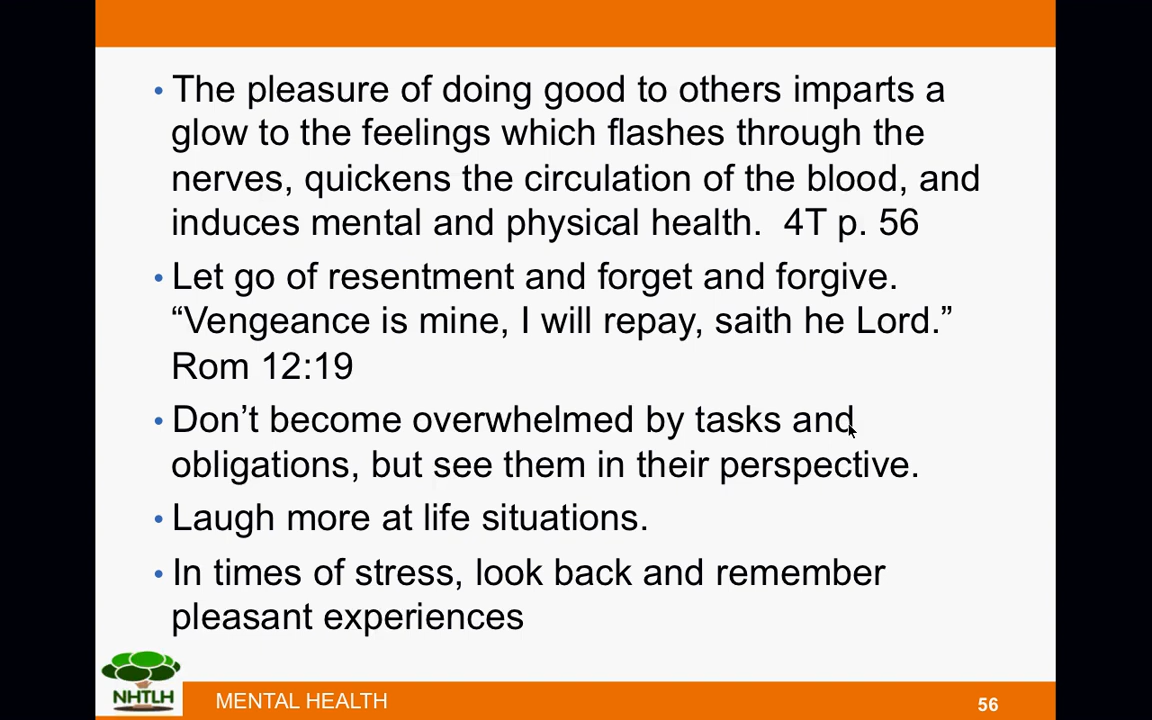 • The pleasure of doing good to others imparts a
glow to the feelings which flashes through the
nerves, quickens the circulation of the blood, and
induces mental and physical health.  4T p. 56
• Let go of resentment and forget and forgive.
“Vengeance is mine, I will repay, saith he Lord.”
Rom 12:19
• Don’t become overwhelmed by tasks and
obligations, but see them in their perspective.
• Laugh more at life situations.
• In times of stress, look back and remember
pleasant experiences
NHTLH
MENTAL HEALTH
56